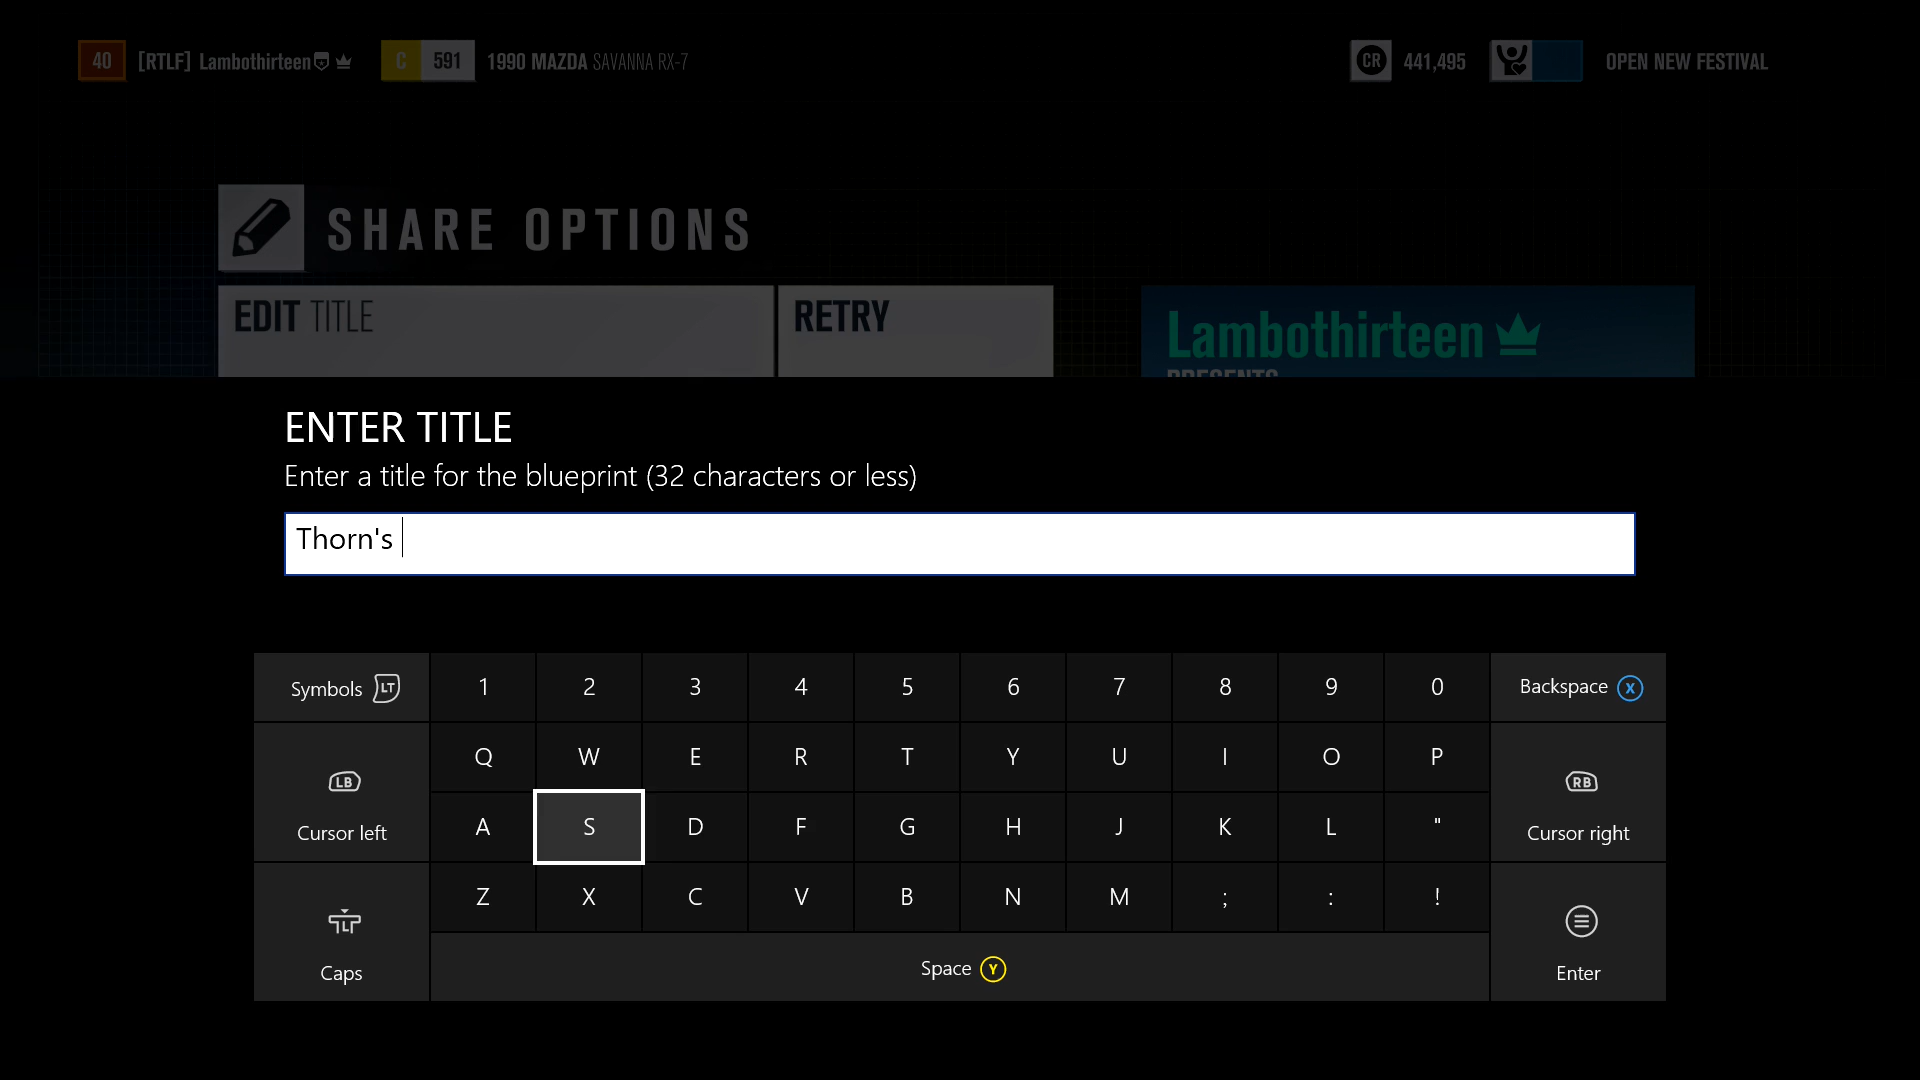 40 [RTLF] Lambothirteen C 591 1990 MAZDA SAVANNA RX-7 CR 441,495 OPEN NEW FESTIVAL
SHARE OPTIONS
EDIT TITLE RETRY Lambothirteen
PRESENTS
ENTER TITLE
Enter a title for the blueprint (32 characters or less)
Thorn's
Symbols LT 1 2 3 4 5 6 7 8 9 0 Backspace X
Q W E R T Y U I O P
LB RB
Cursor left A S D F G H J K L " Cursor right
Z X C V B N M ; : !
Caps Space Y Enter